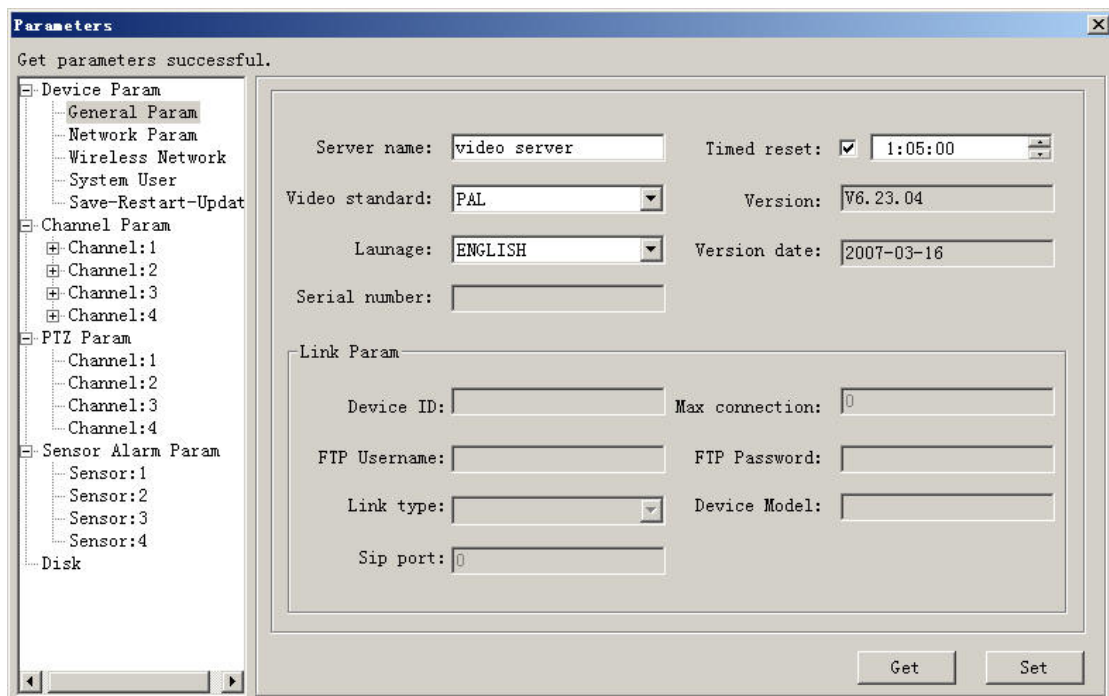 Parameters
Get parameters successful.
Device Param
General Param
Network Param
Wireless Network
System User
Save-Restart-Updat
Channel Param
Channel:1
Channel:2
Channel:3
Channel:4
PTZ Param
Channel:1
Channel:2
Channel:3
Channel:4
Sensor Alarm Param
Sensor:1
Sensor:2
Sensor:3
Sensor:4
Disk
Server name: video server Timed reset: 1:05:00
Video standard: PAL Version: V6.23.04
Launage: ENGLISH Version date: 2007-03-16
Serial number:
Link Param
Device ID: Max connection: 0
FTP Username: FTP Password:
Link type: Device Model:
Sip port: 0
Get Set